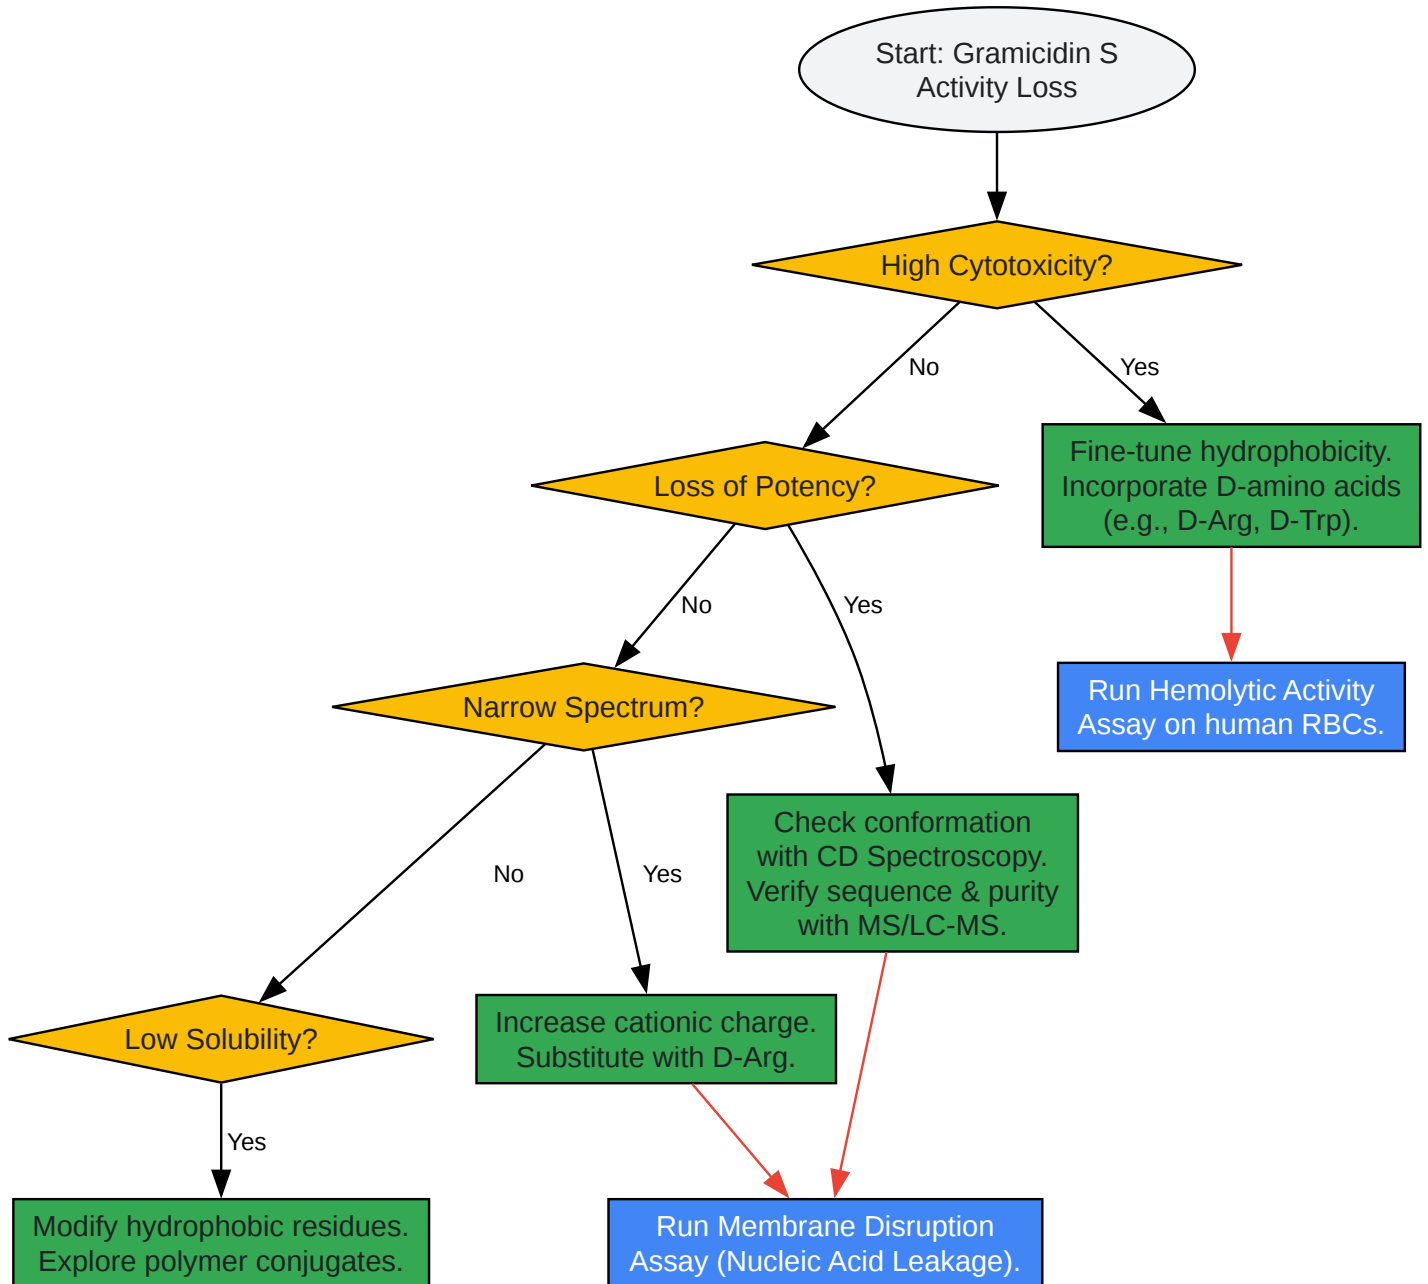 Start: Gramicidin S
Activity Loss
High Cytotoxicity?
No
Yes
Fine-tune hydrophobicity.
Incorporate D-amino acids
(e.g., D-Arg, D-Trp).
Loss of Potency?
No
Yes
Run Hemolytic Activity
Assay on human RBCs.
Narrow Spectrum?
No
Yes
Check conformation
with CD Spectroscopy.
Verify sequence & purity
with MS/LC-MS.
Low Solubility?
Increase cationic charge.
Substitute with D-Arg.
Yes
Modify hydrophobic residues.
Explore polymer conjugates.
Run Membrane Disruption
Assay (Nucleic Acid Leakage).